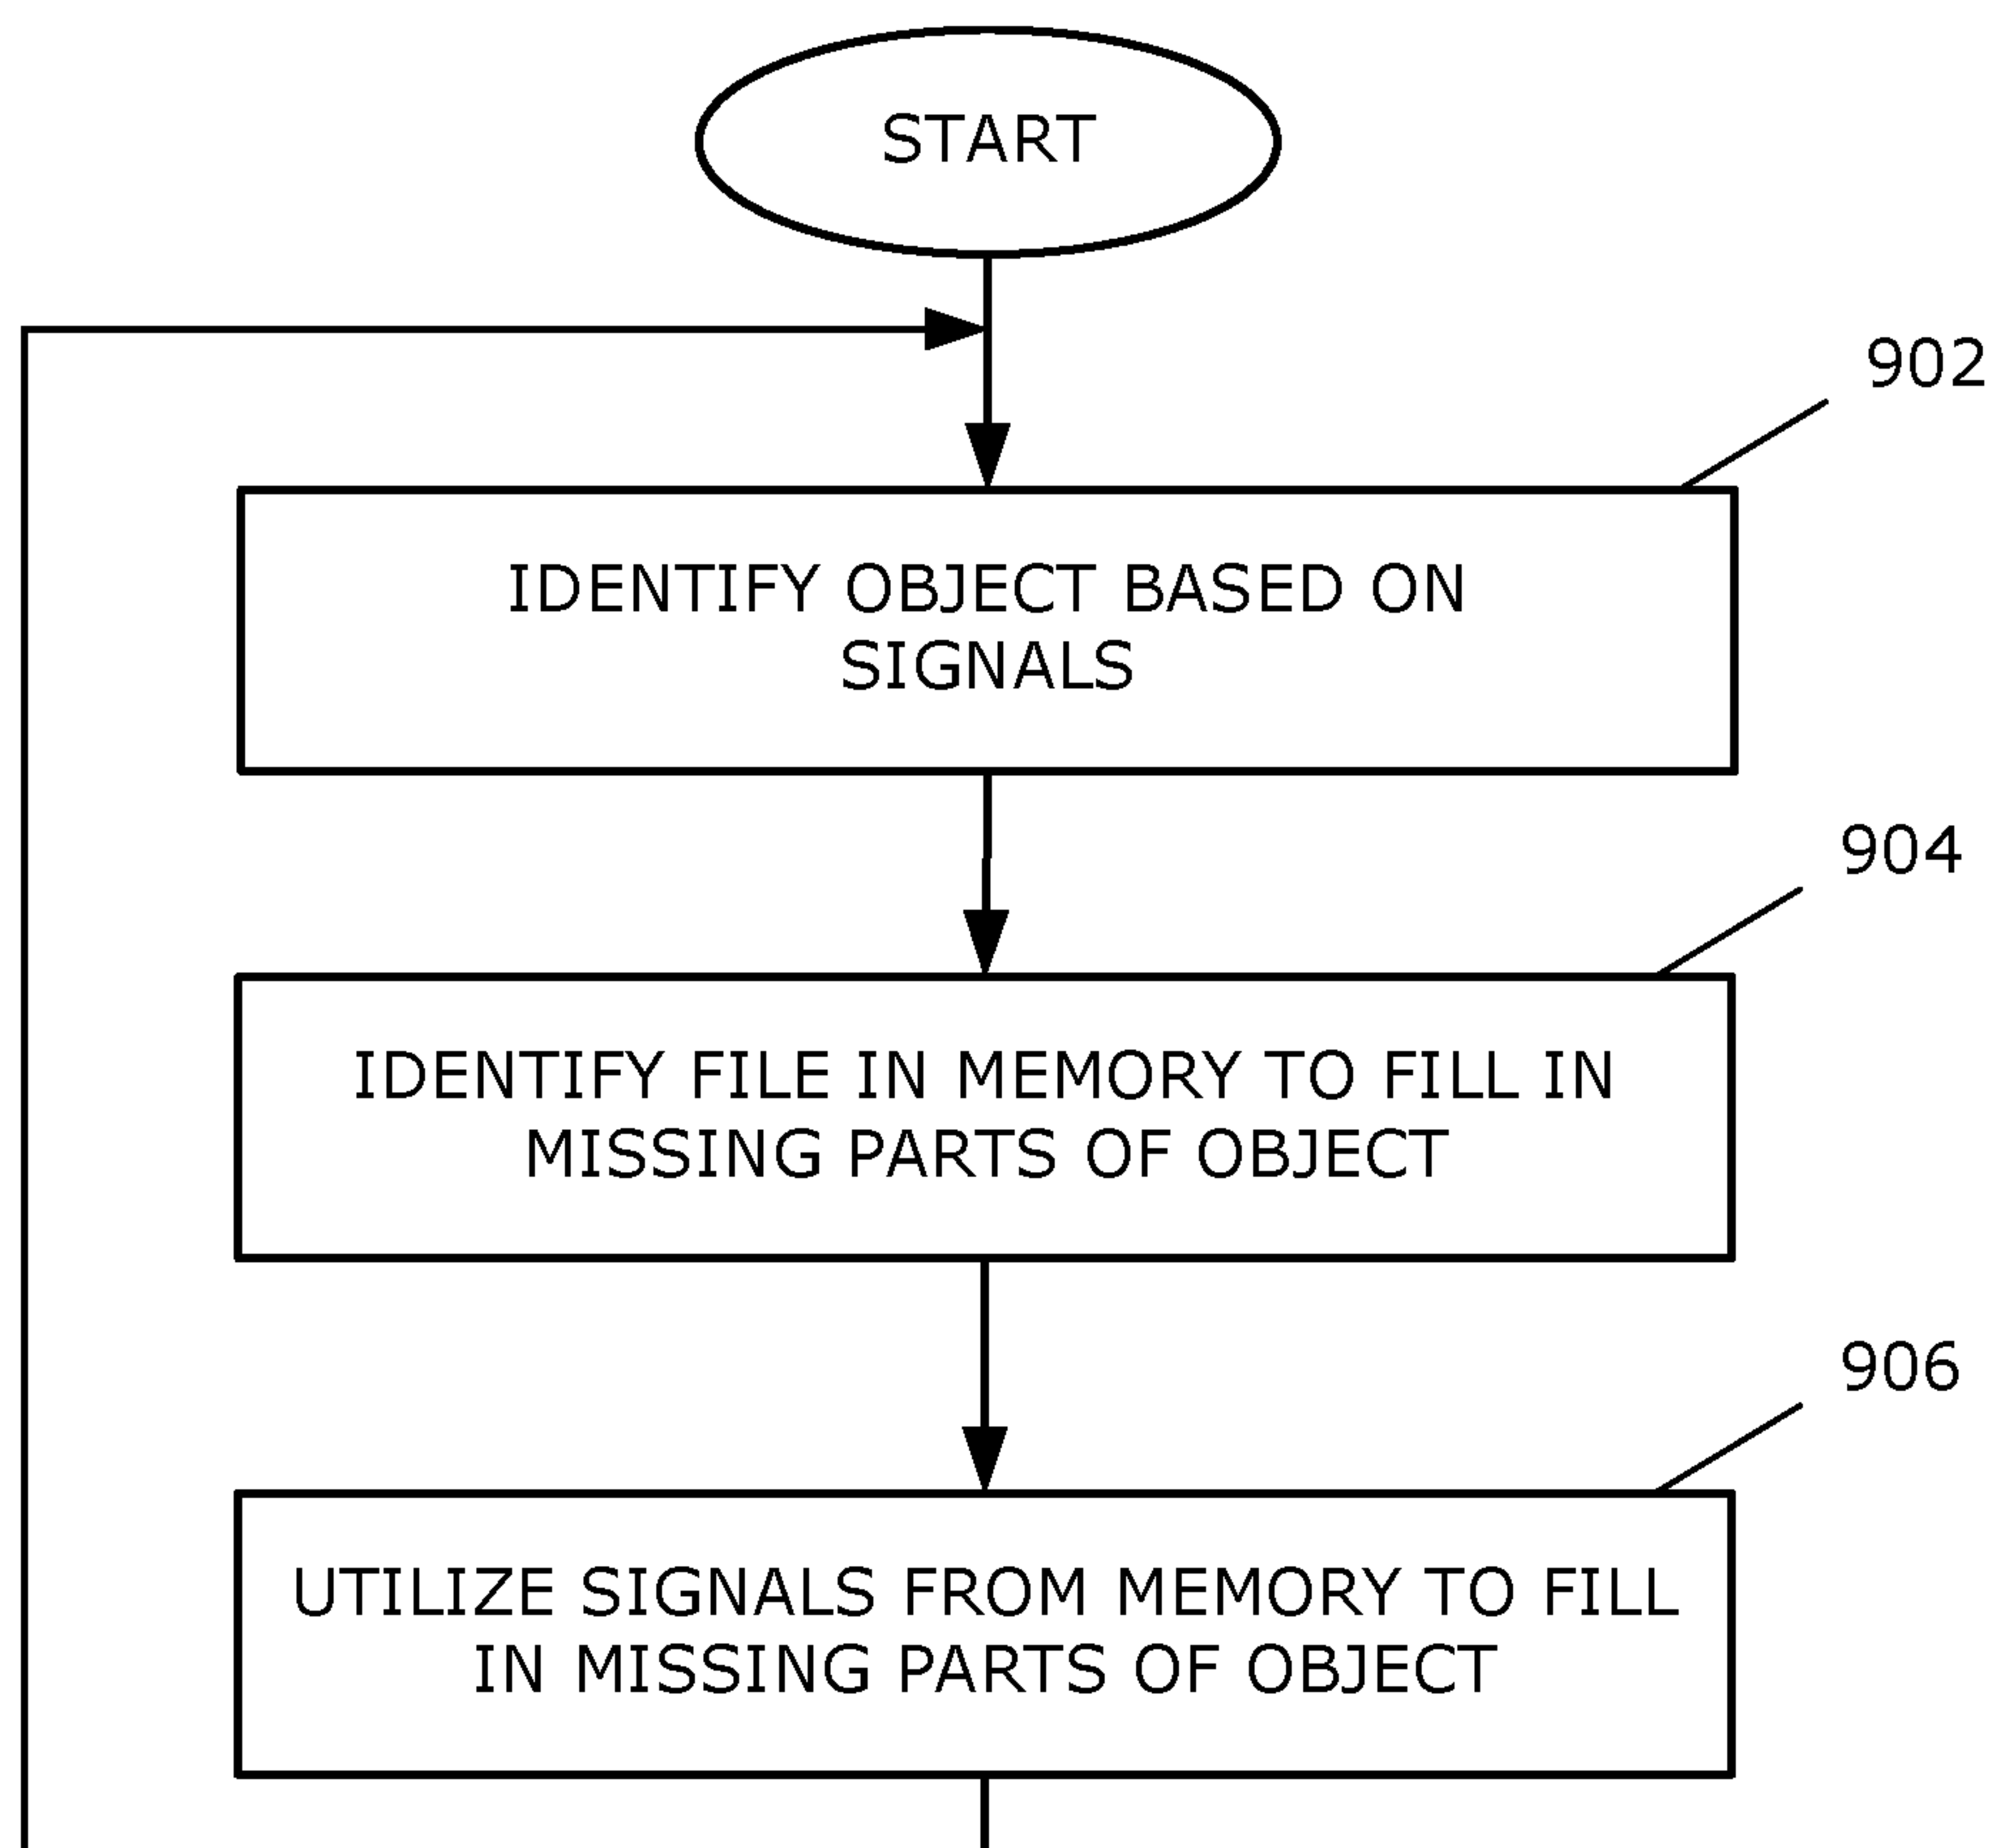 START
902
IDENTIFY OBJECT BASED ON
SIGNALS
904
IDENTIFY FILE IN MEMORY TO FILL IN
MISSING PARTS OF OBJECT
906
UTILIZE SIGNALS FROM MEMORY TO FILL
IN MISSING PARTS OF OBJECT